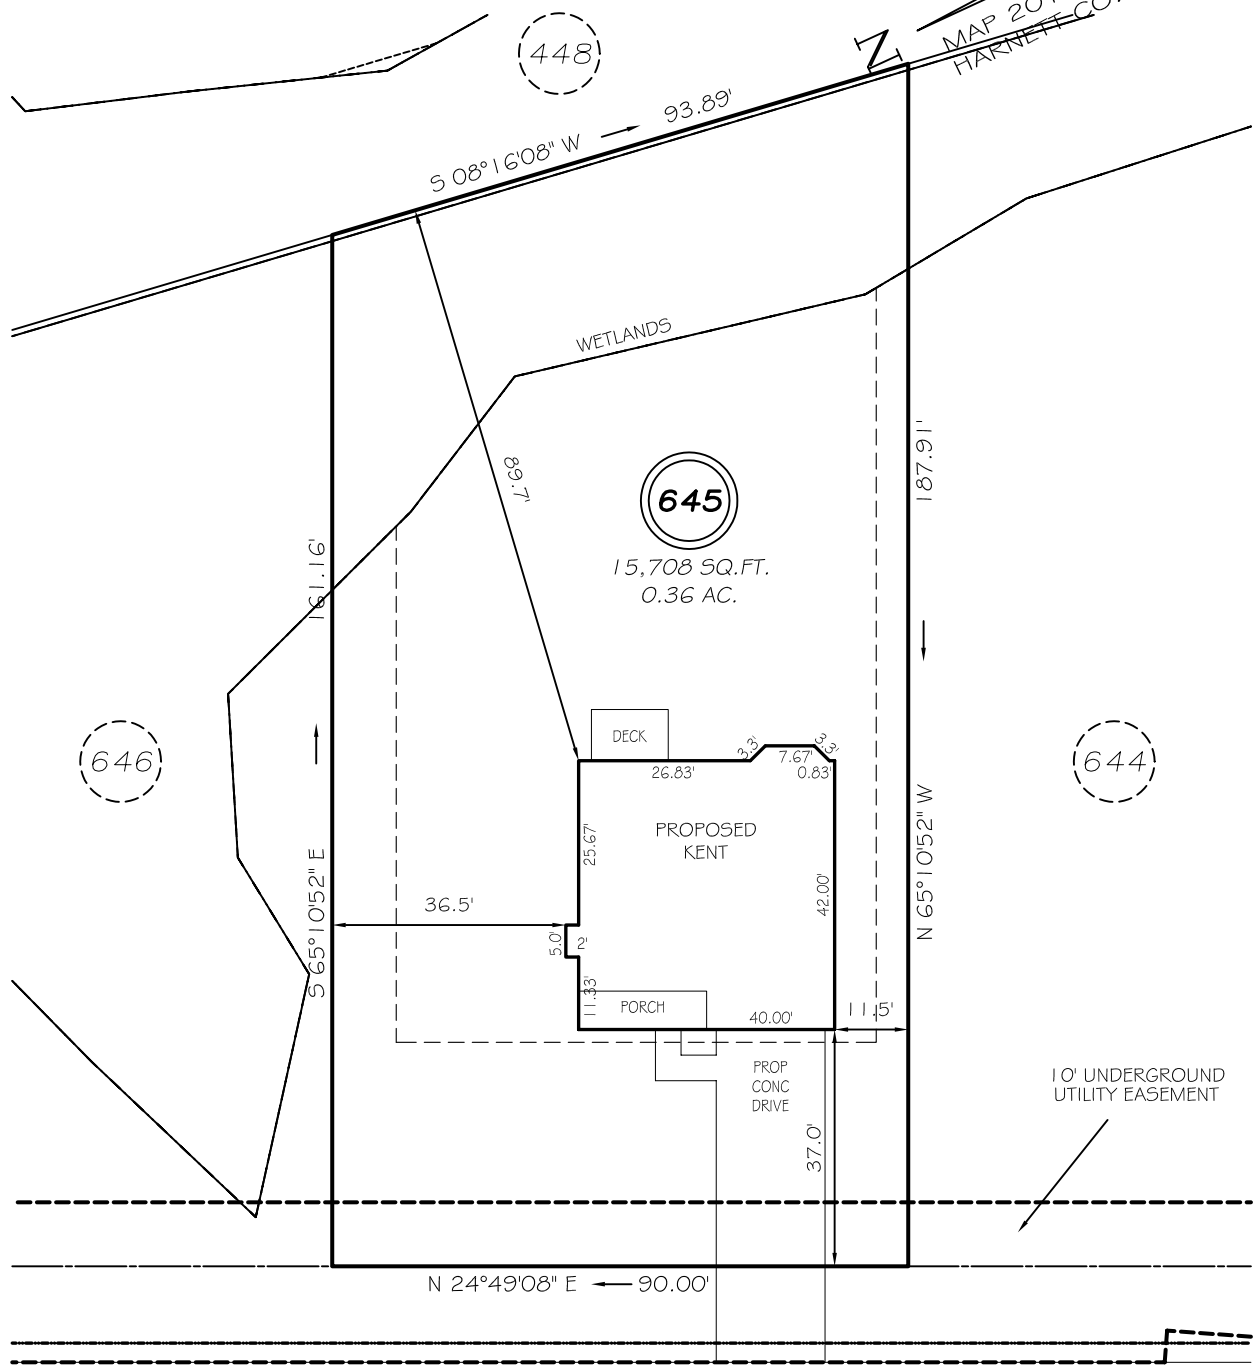 448
MAP 20
HARNETT CO
N
S 08°16'08" W
93.89'
WETLANDS
89.7'
187.91'
645
15,708 SQ.FT.
0.36 AC.
161.16'
646
644
DECK
3.3'
7.67'
3.3'
26.83'
0.83'
PROPOSED
KENT
25.67'
42.00'
S 65°10'52" E
N 65°10'52" W
36.5'
5.0'
2'
11.33'
PORCH
40.00'
11.5'
PROP
CONC
DRIVE
37.0'
10' UNDERGROUND
UTILITY EASEMENT
N 24°49'08" E
90.00'